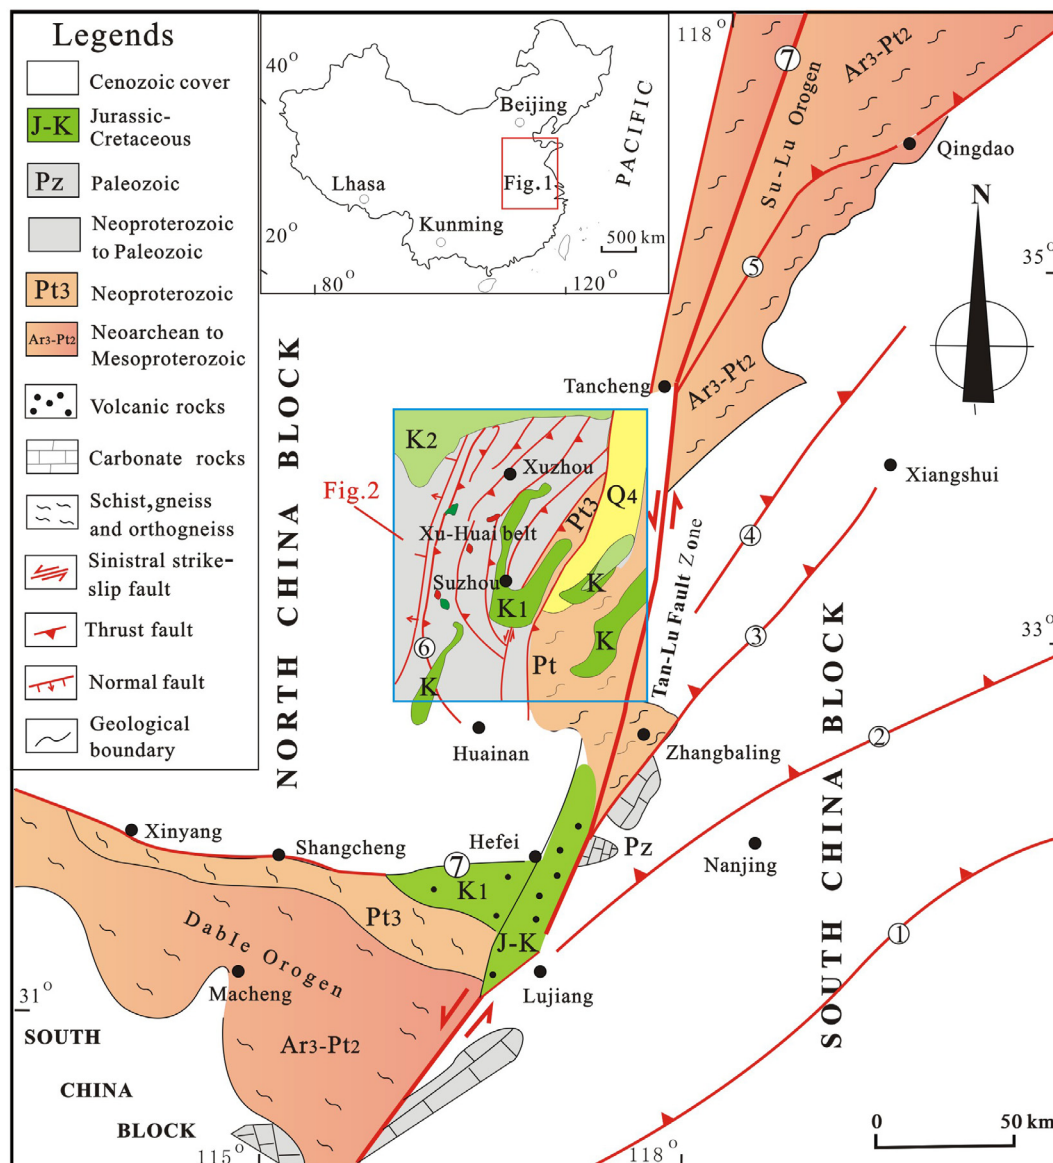 Legends
Cenozoic cover
J-K
Jurassic-
Cretaceous
Pz
Paleozoic
Neoproterozoic
to Paleozoic
Pt3
Neoproterozoic
Ar3-Pt2
Neoarchean to
Mesoproterozoic
Volcanic rocks
Carbonate rocks
Schist,gneiss
and orthogneiss
Sinistral strike-
slip fault
Thrust fault
Normal fault
Geological
boundary
40°
20°
80°
120°
Beijing
Lhasa
Kunming
Fig.1
PACIFIC
500 km
118°
7
Ar3-Pt2
Su-Lu Orogen
Qingdao
N
35°
5
Tancheng
Ar3-Pt2
NORTH CHINA BLOCK
K2
Xuzhou
Q4
Pt3
Fig.2
Xu-Huai belt
Suzhou
K1
K
K
6
K
Pt
Tan-Lu Fault Zone
Xiangshui
4
3
33°
2
Huainan
Zhangbaling
SOUTH CHINA BLOCK
Xinyang
Shangcheng
Hefei
7
K1
Pz
Nanjing
Pt3
J-K
1
Dable Orogen
Macheng
Lujiang
31°
Ar3-Pt2
SOUTH
CHINA
BLOCK
115°
118°
0
50 km